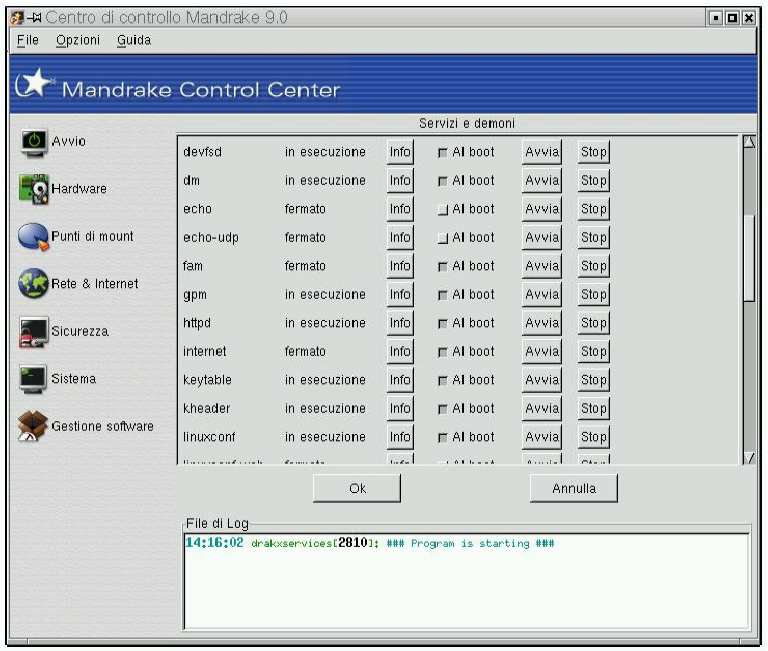 Centro di controllo Mandrake 9.0
File Opzioni Guida
Mandrake Control Center
Servizi e demoni
Avvio
Hardware
Punti di mount
Rete & Internet
Sicurezza
Sistema
Gestione software
devfsd in esecuzione Info Al boot Avvia Stop
dm in esecuzione Info Al boot Avvia Stop
echo fermato Info Al boot Avvia Stop
echo-udp fermato Info Al boot Avvia Stop
fam fermato Info Al boot Avvia Stop
gpm in esecuzione Info Al boot Avvia Stop
httpd in esecuzione Info Al boot Avvia Stop
internet fermato Info Al boot Avvia Stop
keytable in esecuzione Info Al boot Avvia Stop
kheader in esecuzione Info Al boot Avvia Stop
linuxconf in esecuzione Info Al boot Avvia Stop
Ok Annulla
File di Log
14:16:02 drakxservices[2810]: ### Program is starting ###